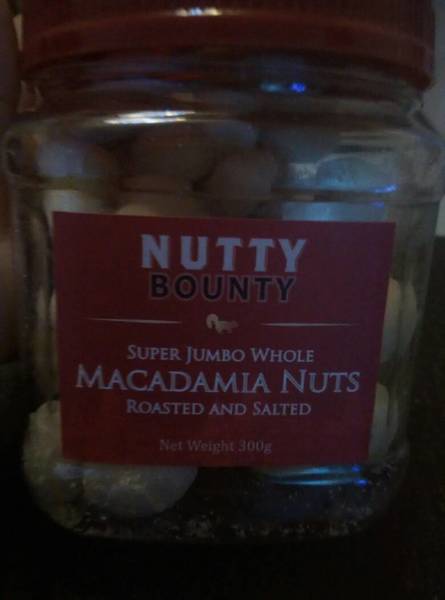 NUTTY
BOUNTY
SUPER JUMBO WHOLE
MACADAMIA NUTS
ROASTED AND SALTED
Net Weight 300g